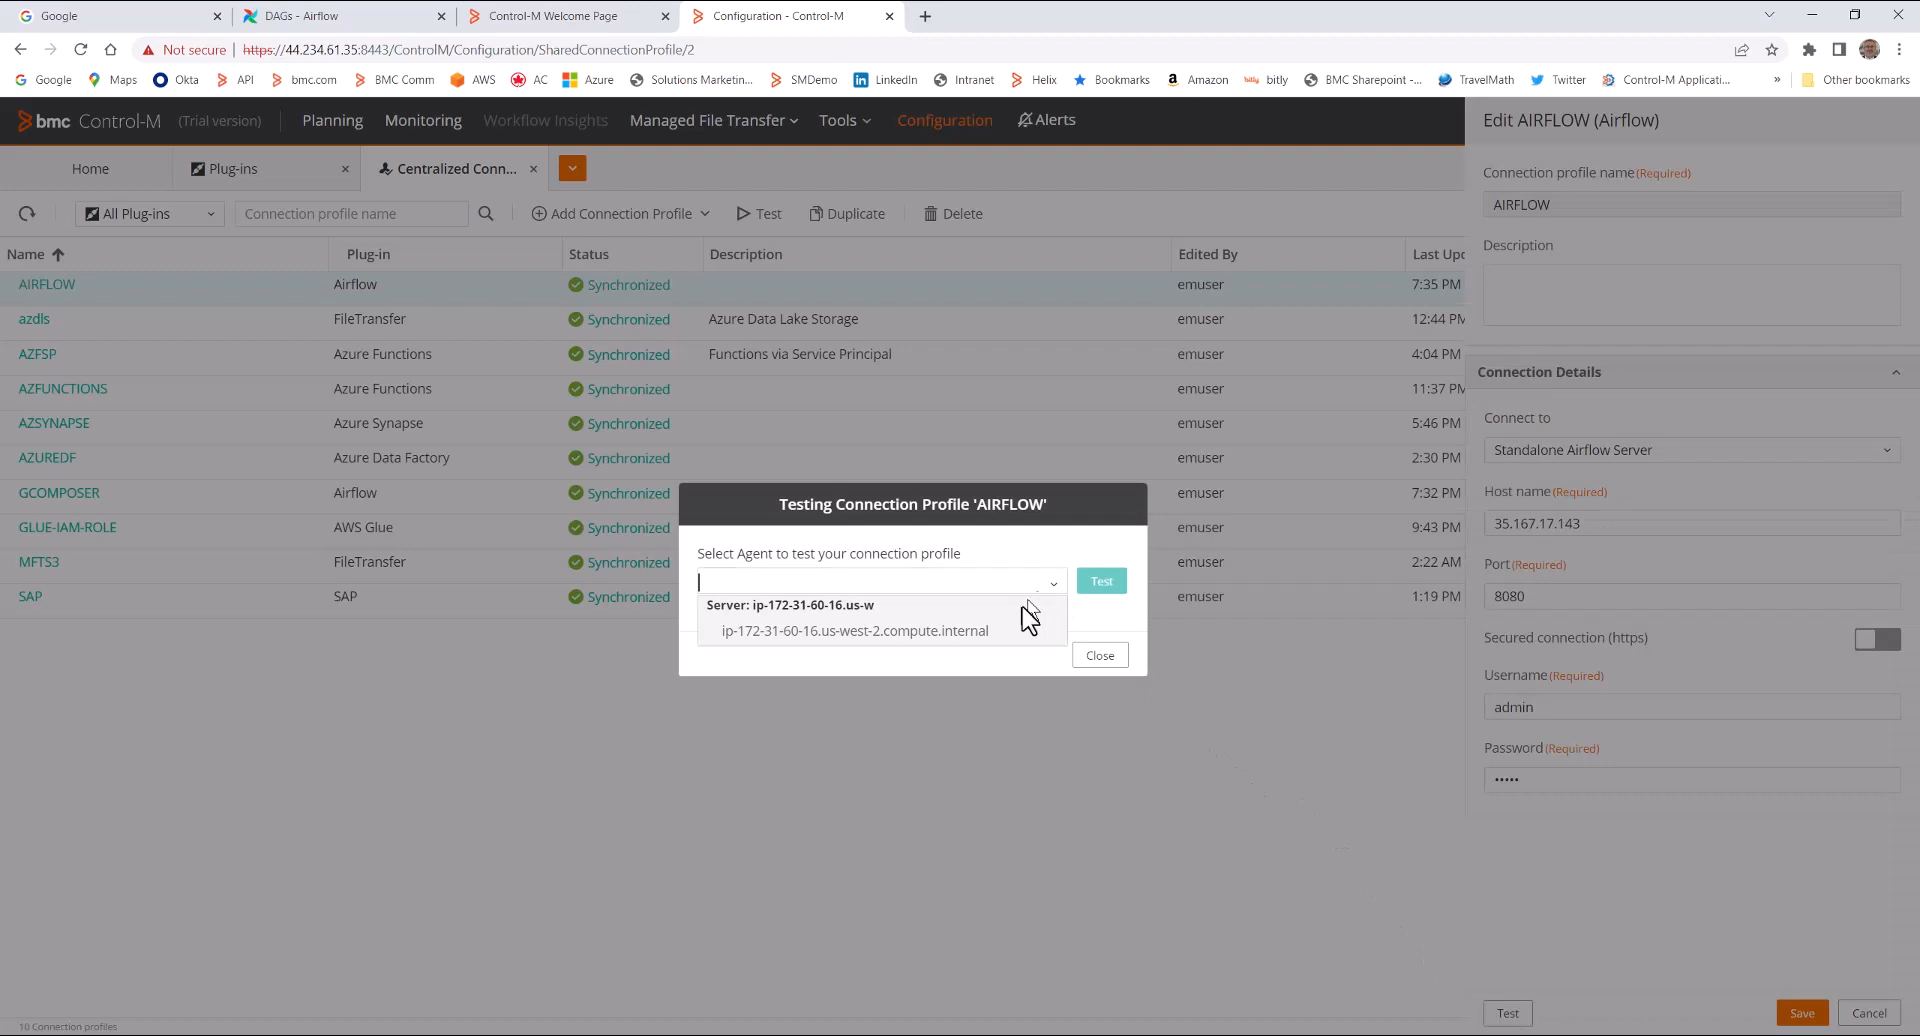 Google
DAGs - Airflow
Control-M Welcome Page
Configuration - Control-M
Not secure
https://44.234.61.35:8443/ControlM/Configuration/SharedConnectionProfile/2
Google Maps Okta API bmc.com BMC Comm AWS AC Azure Solutions Marketin... SMDemo LinkedIn Intranet Helix Bookmarks Amazon bitly BMC Sharepoint -... TravelMath Twitter Control-M Applicati... » Other bookmarks
bmc Control-M (Trial version) Planning Monitoring Workflow Insights Managed File Transfer Tools Configuration Alerts
Home Plug-ins Centralized Conn...
All Plug-ins Connection profile name Add Connection Profile Test Duplicate Delete
Name Plug-in Status Description Edited By Last Upd
AIRFLOW Airflow Synchronized emuser 7:35 PM
azdls FileTransfer Synchronized Azure Data Lake Storage emuser 12:44 PM
AZFSP Azure Functions Synchronized Functions via Service Principal emuser 4:04 PM
AZFUNCTIONS Azure Functions Synchronized emuser 11:37 PM
AZSYNAPSE Azure Synapse Synchronized emuser 5:46 PM
AZUREDF Azure Data Factory Synchronized emuser 2:30 PM
GCOMPOSER Airflow Synchronized emuser 7:32 PM
GLUE-IAM-ROLE AWS Glue Synchronized emuser 9:43 PM
MFTS3 FileTransfer Synchronized emuser 2:22 AM
SAP SAP Synchronized emuser 1:19 PM
10 Connection profiles
Testing Connection Profile 'AIRFLOW'
Select Agent to test your connection profile
Test
Server: ip-172-31-60-16.us-w
ip-172-31-60-16.us-west-2.compute.internal
Close
Edit AIRFLOW (Airflow)
Connection profile name (Required)
AIRFLOW
Description
Connection Details
Connect to
Standalone Airflow Server
Host name (Required)
35.167.17.143
Port (Required)
8080
Secured connection (https)
Username (Required)
admin
Password (Required)
•••••
Test Save Cancel